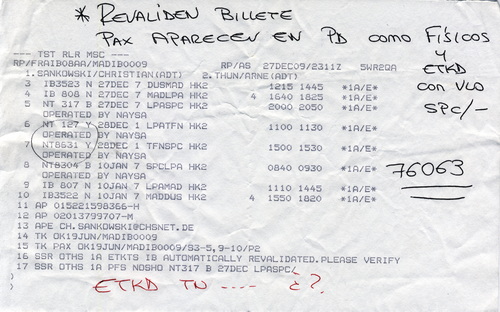 * REVALIDEN BILLETE
PAX APARECEN EN PD COMO FÍSICOS
Y
ETKD
CON VLO
SPC/-
--- TST RLR MSC ---
RP/FRAIB08AA/MADIB0009 RP/AS 27DEC09/2311Z 5WR2QA
1.SANKOWSKI/CHRISTIAN(ADT) 2.THUN/ARNE(ADT)
3 IB3523 N 27DEC 7 DUSMAD HK2 1215 1445 *1A/E*
4 IB 808 N 27DEC 7 MADLPA HK2 4 1640 1825 *1A/E*
5 NT 317 B 27DEC 7 LPASPC HK2 2000 2050 *1A/E*
OPERATED BY NAYSA
6 NT 127 Y 28DEC 1 LPATFN HK2 1100 1130 *1A/E*
OPERATED BY NAYSA
7 NT8631 Y 28DEC 1 TFNSPC HK2 1500 1530 *1A/E*
OPERATED BY NAYSA
8 NT8304 B 10JAN 7 SPCLPA HK2 0840 0930 *1A/E*
OPERATED BY NAYSA
9 IB 807 N 10JAN 7 LPAMAD HK2 1110 1445 *1A/E*
10 IB3522 N 10JAN 7 MADDUS HK2 4 1550 1820 *1A/E*
76063
11 AP 015221598366-H
12 AP 02013799707-M
13 APE CH.SANKOWSKI@CHSNET.DE
14 TK OK19JUN/MADIB0009
15 TK PAX OK19JUN/MADIB0009/S3-5,9-10/P2
16 SSR OTHS 1A ETKTS IB AUTOMATICALLY REVALIDATED.PLEASE VERIFY
17 SSR OTHS 1A PFS NOSHO NT317 B 27DEC LPASPC/
ETKD TN ---- ¿?